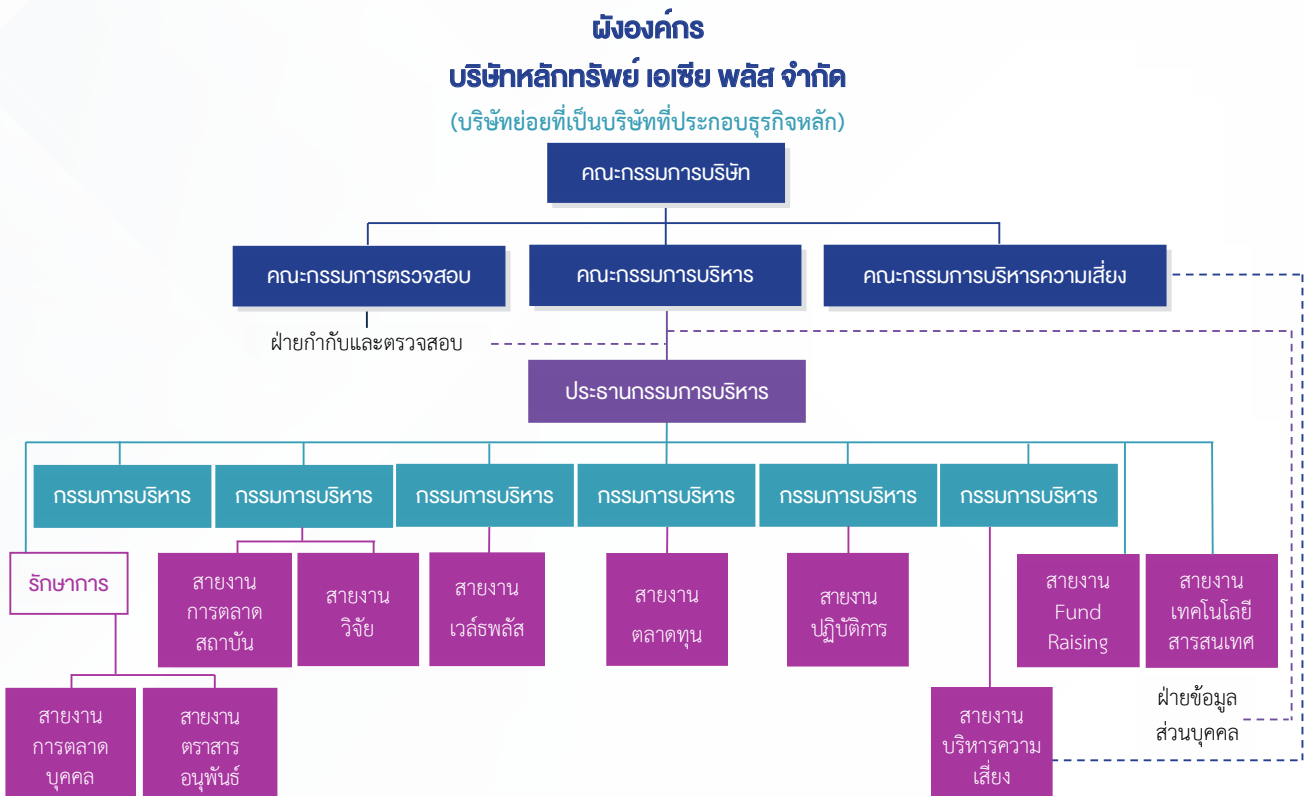 ผังองค์กร
บริษัทหลักทรัพย์ เอเซีย พลัส จำกัด
(บริษัทย่อยที่เป็นบริษัทที่ประกอบธุรกิจหลัก)
คณะกรรมการบริษัท
คณะกรรมการตรวจสอบ
คณะกรรมการบริหาร
คณะกรรมการบริหารความเสี่ยง
ฝ่ายกำกับและตรวจสอบ
ประธานกรรมการบริหาร
กรรมการบริหาร
กรรมการบริหาร
กรรมการบริหาร
กรรมการบริหาร
กรรมการบริหาร
กรรมการบริหาร
รักษาการ
สายงาน
การตลาด
สถาบัน
สายงาน
วิจัย
สายงาน
เวล์ธพลัส
สายงาน
ตลาดทุน
สายงาน
ปฏิบัติการ
สายงาน
Fund
Raising
สายงาน
เทคโนโลยี
สารสนเทศ
สายงาน
การตลาด
บุคคล
สายงาน
ตราสาร
อนุพันธ์
สายงาน
บริหารความ
เสี่ยง
ฝ่ายข้อมูล
ส่วนบุคคล